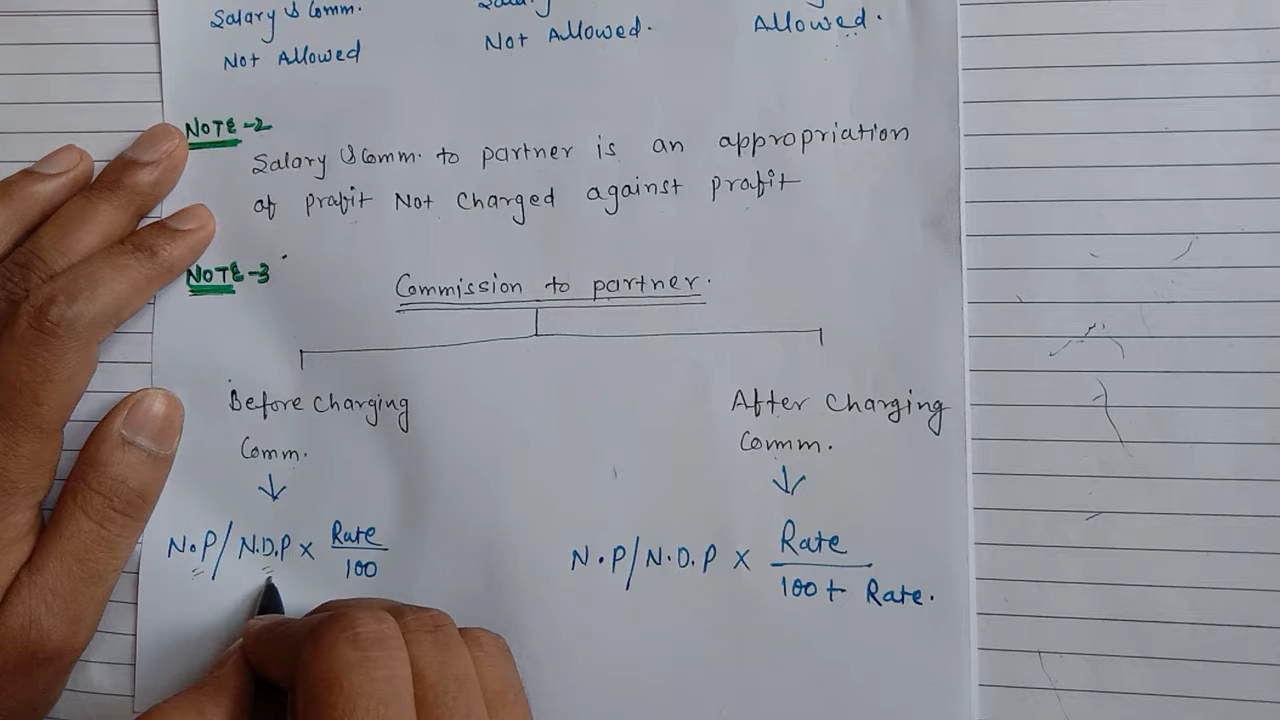 Salary & Comm.
Not Allowed
Not Allowed.
Allowed.
NOTE-2
Salary & Comm. to partner is an appropriation
of profit Not Charged against profit
NOTE-3
Commission to partner.
Before charging
Comm.
After Charging
Comm.
N.P/N.D.P × Rate
100
N.P/N.D.P × Rate
100 + Rate.